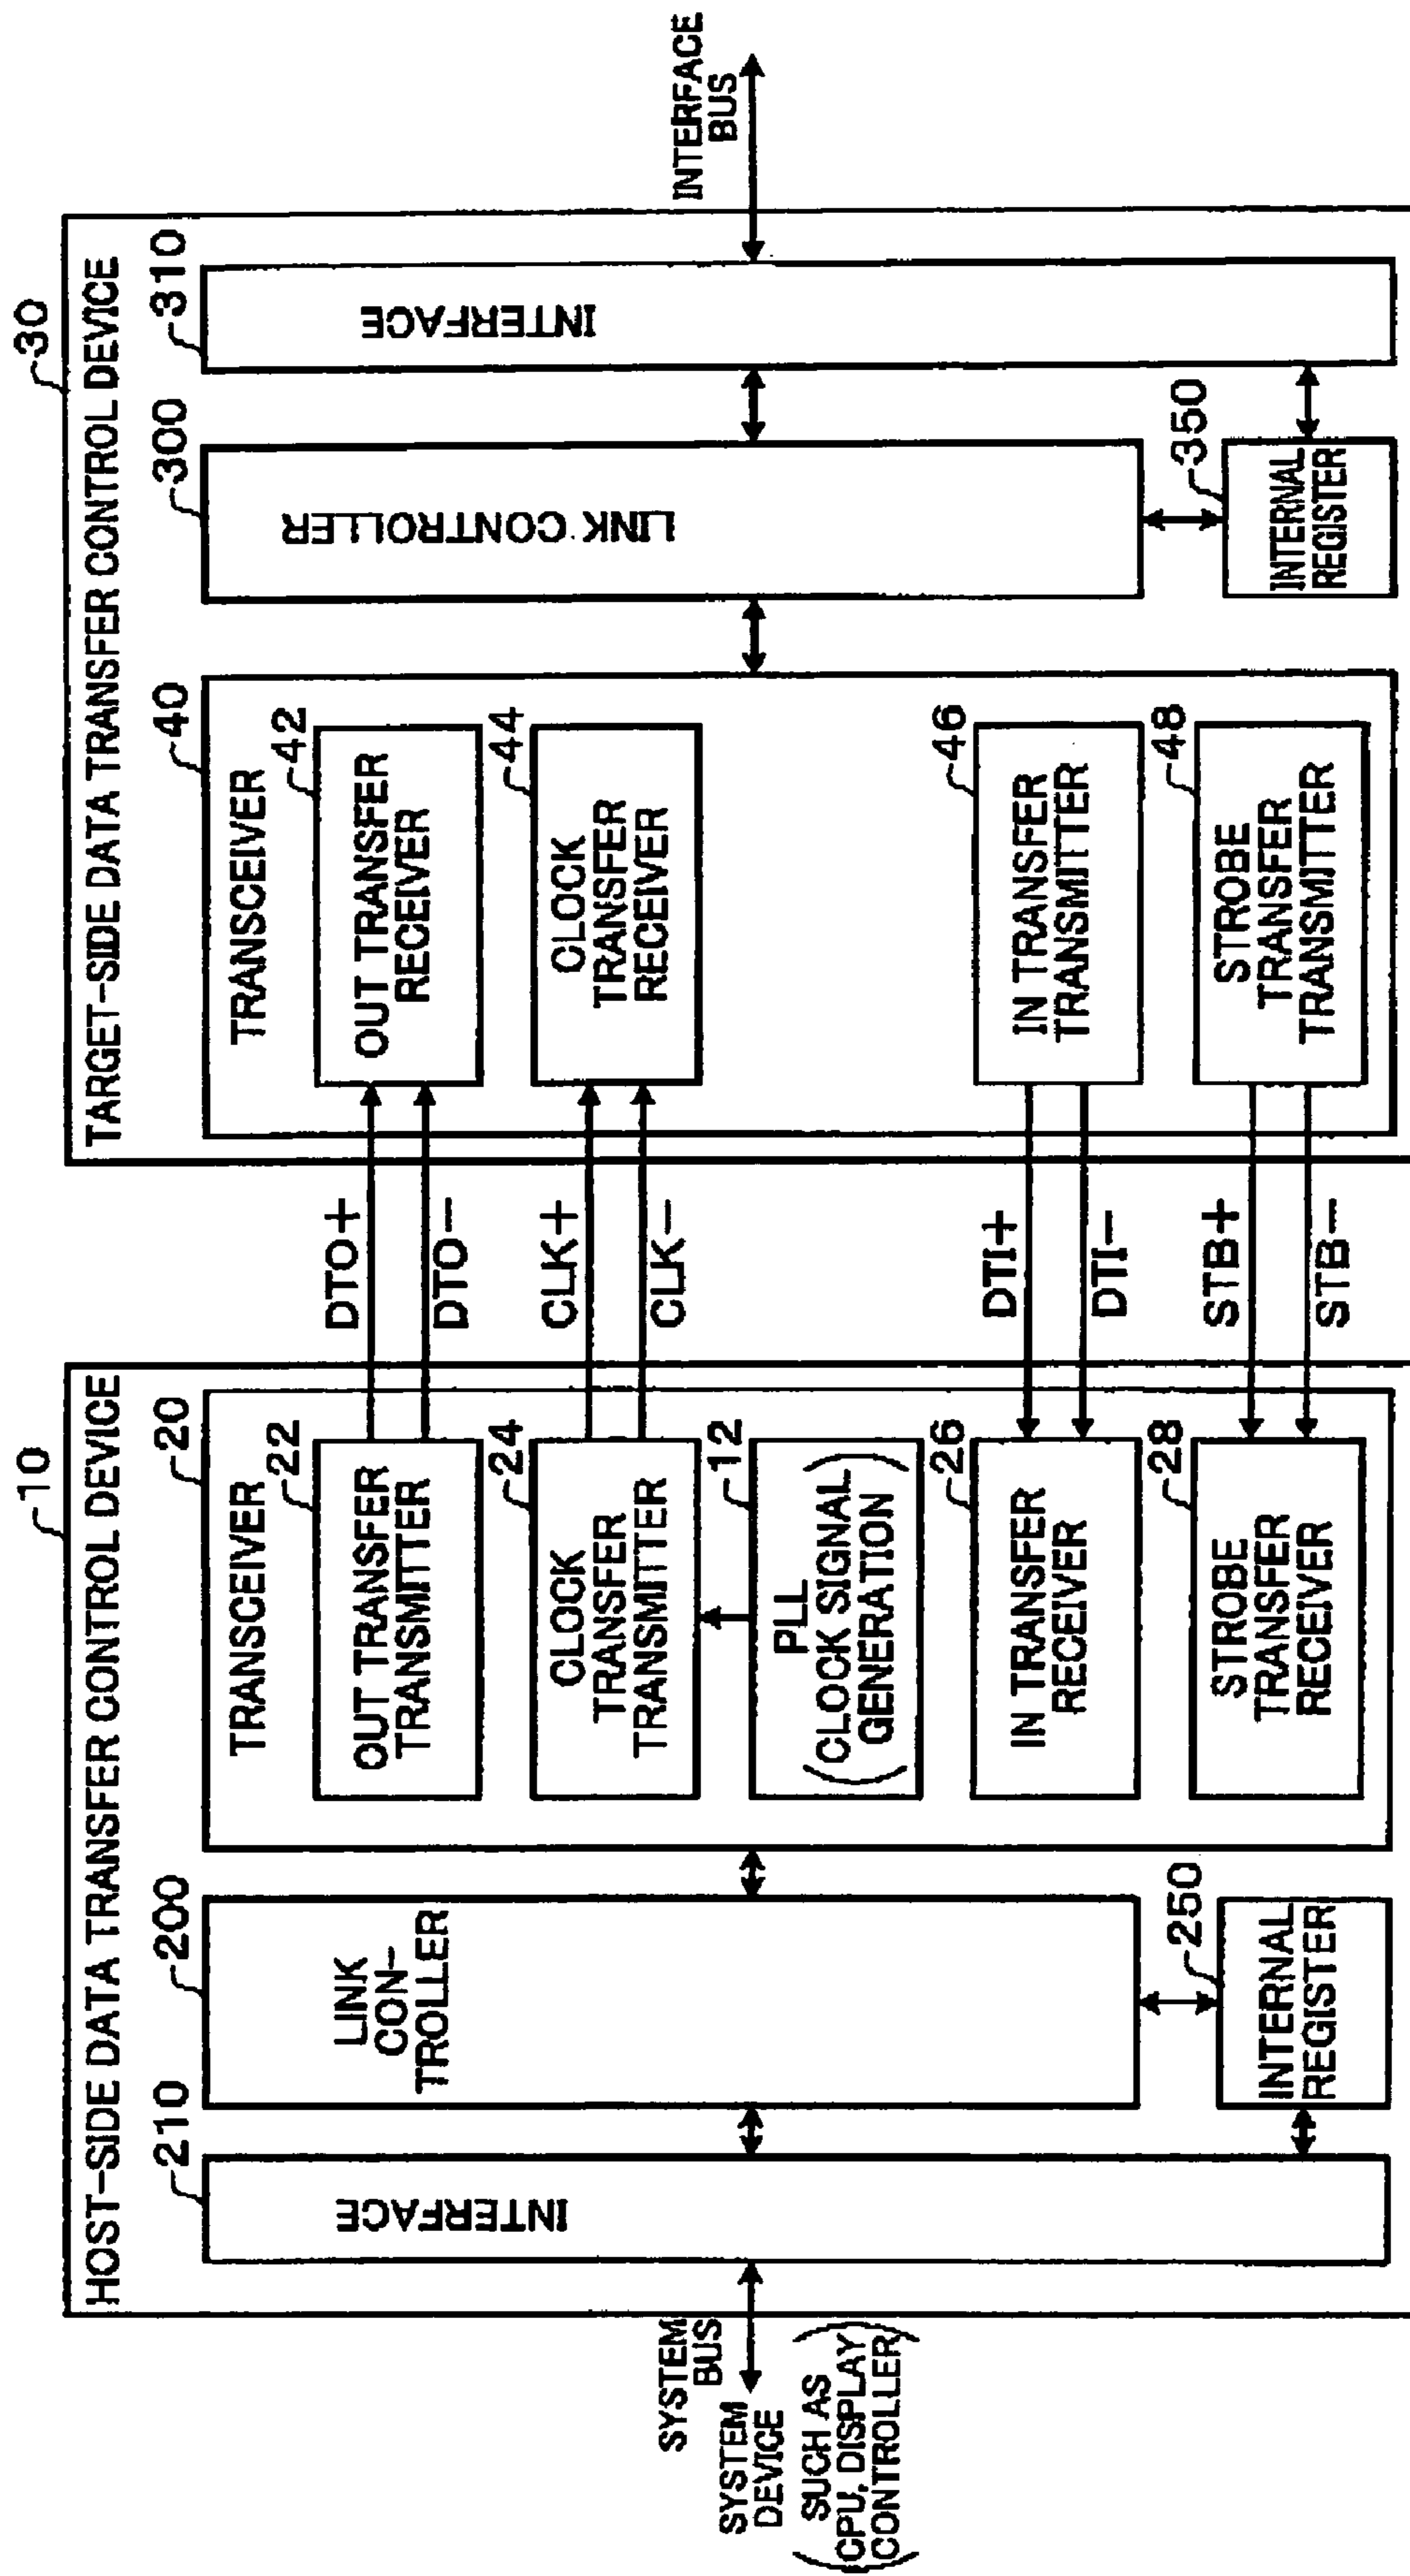 10
HOST-SIDE DATA TRANSFER CONTROL DEVICE
210
INTERFACE
200
LINK
CON-
TROLLER
250
INTERNAL
REGISTER
20
TRANSCEIVER
22
OUT TRANSFER
TRANSMITTER
24
CLOCK
TRANSFER
TRANSMITTER
12
PLL
(CLOCK SIGNAL
GENERATION)
26
IN TRANSFER
RECEIVER
28
STROBE
TRANSFER
RECEIVER
SYSTEM
BUS
SYSTEM
DEVICE
(SUCH AS
CPU, DISPLAY
CONTROLLER)
DTO+
DTO-
CLK+
CLK-
DTI+
DTI-
STB+
STB-
30
TARGET-SIDE DATA TRANSFER CONTROL DEVICE
40
TRANSCEIVER
42
OUT TRANSFER
RECEIVER
44
CLOCK
TRANSFER
RECEIVER
46
IN TRANSFER
TRANSMITTER
48
STROBE
TRANSFER
TRANSMITTER
300
LINK CONTROLLER
350
INTERNAL
REGISTER
310
INTERFACE
INTERFACE
BUS